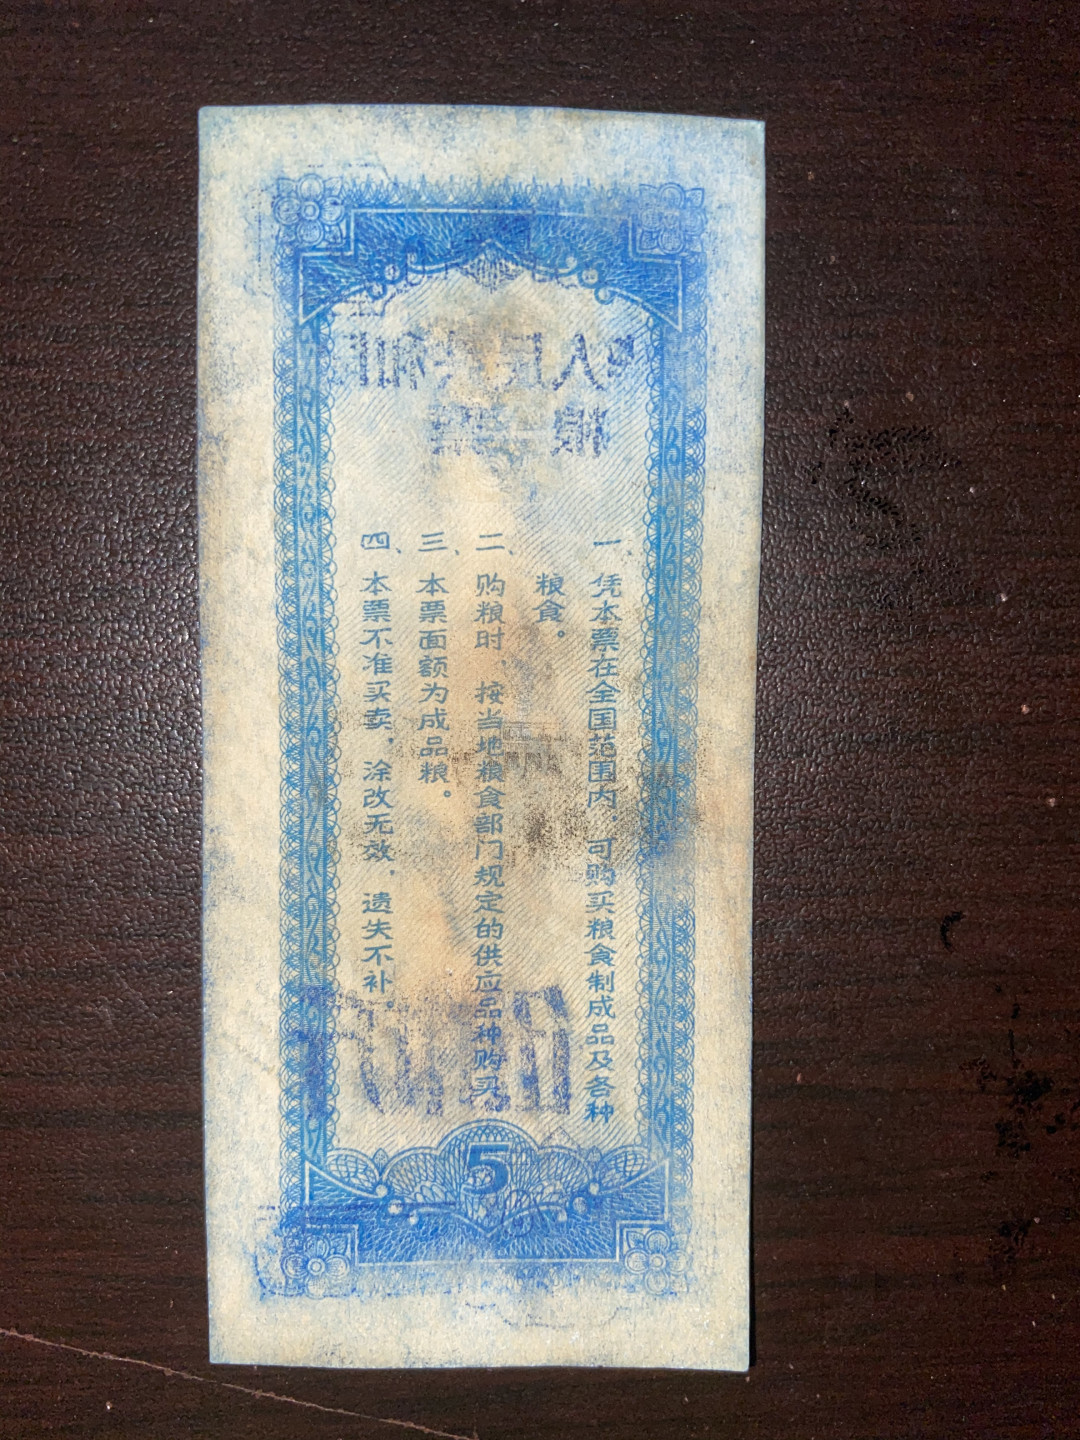 一、凭本票在全国范围内,可购买粮食制成品及各种
粮食。
二、购粮时、按当地粮食部门规定的供应品种购买。
三、本票面额为成品粮。
四、本票不准买卖,涂改无效,遗失不补。
5